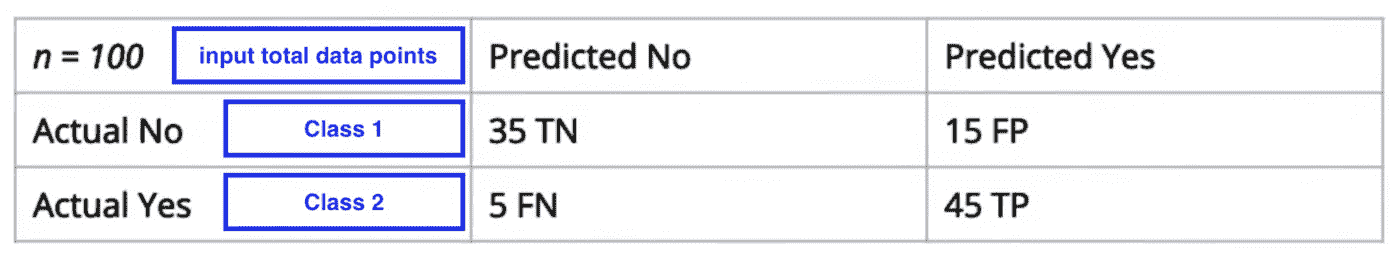 n = 100 input total data points Predicted No Predicted Yes
Actual No Class 1 35 TN 15 FP
Actual Yes Class 2 5 FN 45 TP